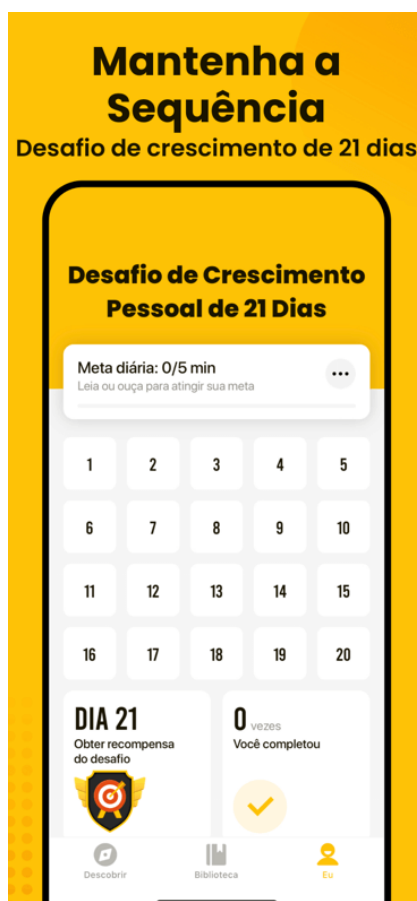 Mantenha a
Sequência
Desafio de crescimento de 21 dias
Desafio de Crescimento
Pessoal de 21 Dias
Meta diária: 0/5 min
Leia ou ouça para atingir sua meta
1 2 3 4 5
6 7 8 9 10
11 12 13 14 15
16 17 18 19 20
DIA 21
Obter recompensa
do desafio
0 vezes
Você completou
Descobrir Biblioteca Eu